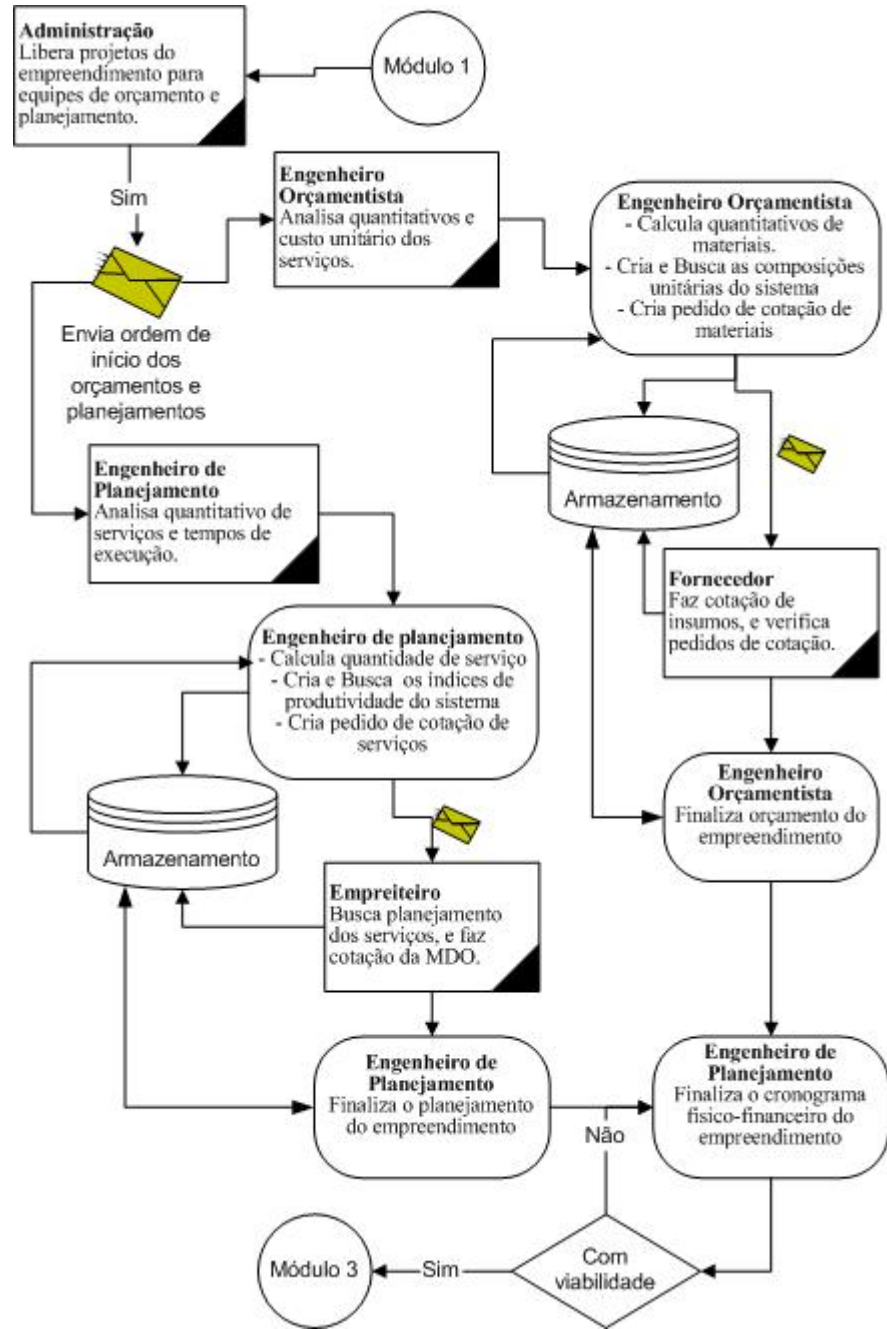 Administração
Libera projetos do
empreendimento para
equipes de orçamento e
planejamento.
Módulo 1
Sim
Engenheiro
Orçamentista
Analisa quantitativos e
custo unitário dos
serviços.
Engenheiro Orçamentista
- Calcula quantitativos de
materiais.
- Cria e Busca as composições
unitárias do sistema
- Cria pedido de cotação de
materiais
Envia ordem de
início dos
orçamentos e
planejamentos
Armazenamento
Engenheiro de
Planejamento
Analisa quantitativo de
serviços e tempos de
execução.
Fornecedor
Faz cotação de
insumos, e verifica
pedidos de cotação.
Engenheiro de planejamento
- Calcula quantidade de serviço
- Cria e Busca os índices de
produtividade do sistema
- Cria pedido de cotação de
serviços
Engenheiro
Orçamentista
Finaliza orçamento do
empreendimento
Armazenamento
Empreiteiro
Busca planejamento
dos serviços, e faz
cotação da MDO.
Engenheiro de
Planejamento
Finaliza o planejamento
do empreendimento
Engenheiro de
Planejamento
Finaliza o cronograma
fisico-financeiro do
empreendimento
Não
Com
viabilidade
Sim
Módulo 3